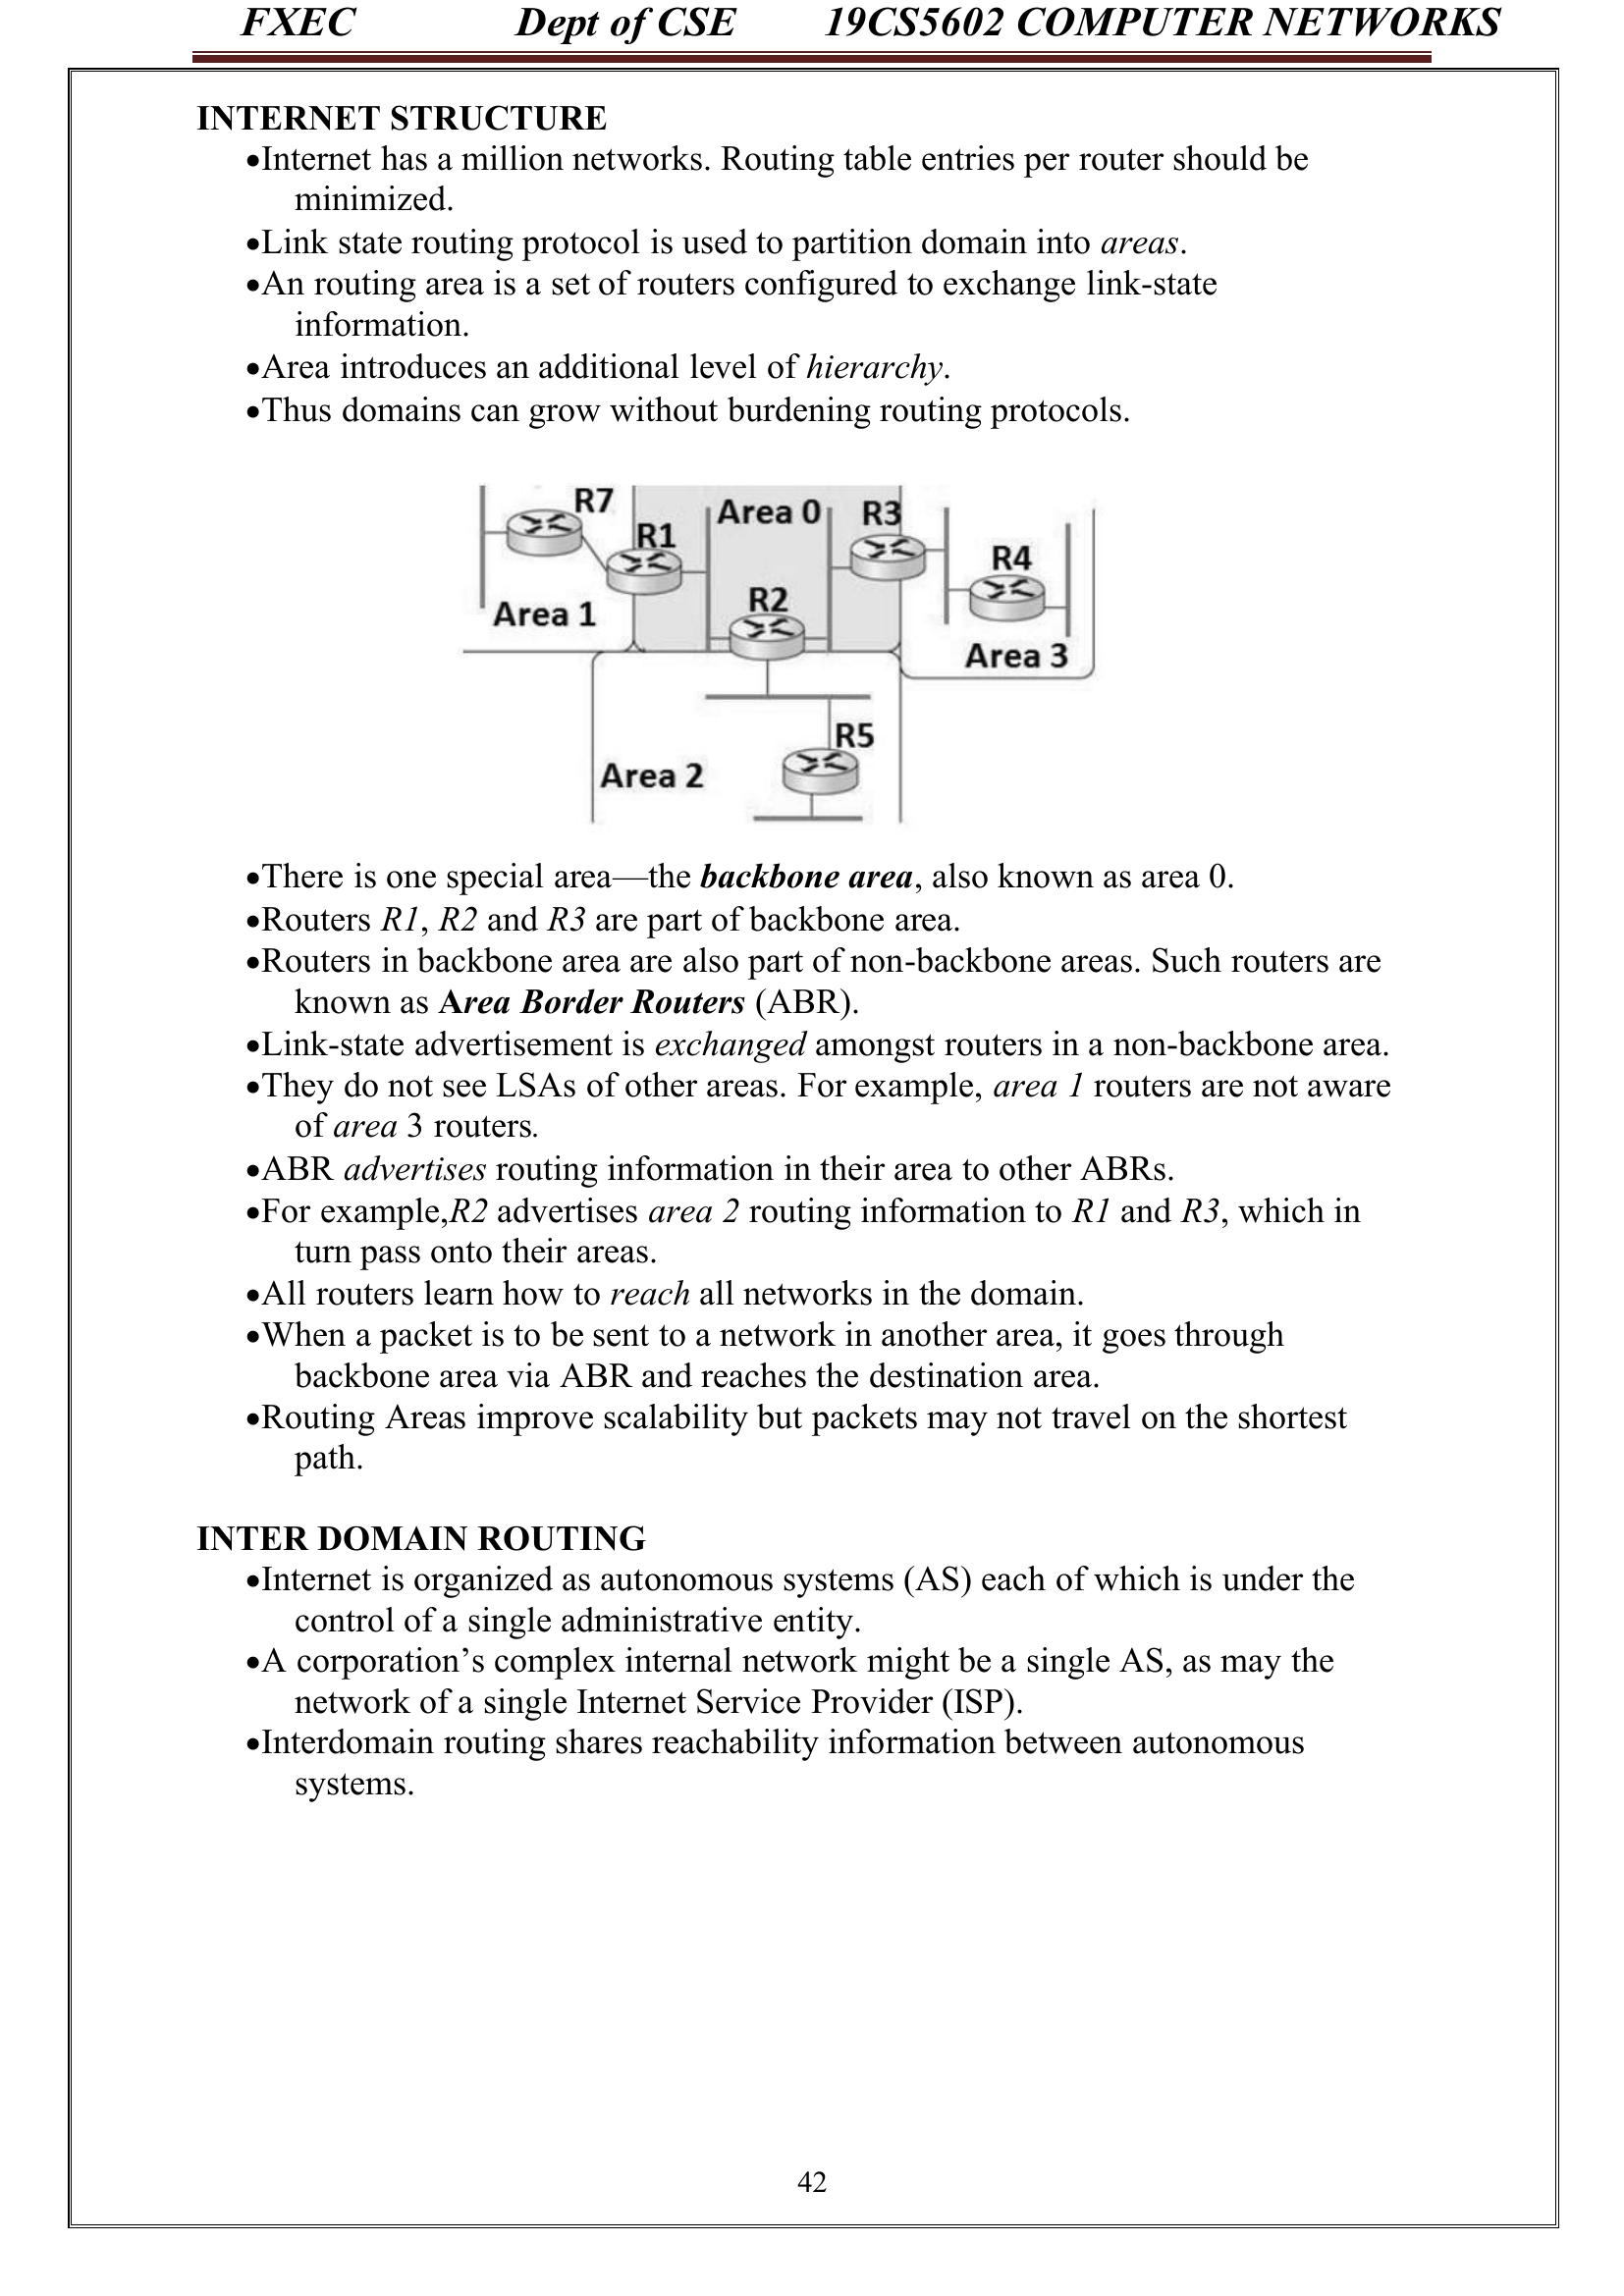 FXEC Dept of CSE 19CS5602 COMPUTER NETWORKS
INTERNET STRUCTURE
•Internet has a million networks. Routing table entries per router should be
minimized.
•Link state routing protocol is used to partition domain into areas.
•An routing area is a set of routers configured to exchange link-state
information.
•Area introduces an additional level of hierarchy.
•Thus domains can grow without burdening routing protocols.
R7
R1
Area 0
R3
R4
Area 1
R2
Area 3
R5
Area 2
•There is one special area—the backbone area, also known as area 0.
•Routers R1, R2 and R3 are part of backbone area.
•Routers in backbone area are also part of non-backbone areas. Such routers are
known as Area Border Routers (ABR).
•Link-state advertisement is exchanged amongst routers in a non-backbone area.
•They do not see LSAs of other areas. For example, area 1 routers are not aware
of area 3 routers.
•ABR advertises routing information in their area to other ABRs.
•For example,R2 advertises area 2 routing information to R1 and R3, which in
turn pass onto their areas.
•All routers learn how to reach all networks in the domain.
•When a packet is to be sent to a network in another area, it goes through
backbone area via ABR and reaches the destination area.
•Routing Areas improve scalability but packets may not travel on the shortest
path.
INTER DOMAIN ROUTING
•Internet is organized as autonomous systems (AS) each of which is under the
control of a single administrative entity.
•A corporation’s complex internal network might be a single AS, as may the
network of a single Internet Service Provider (ISP).
•Interdomain routing shares reachability information between autonomous
systems.
42